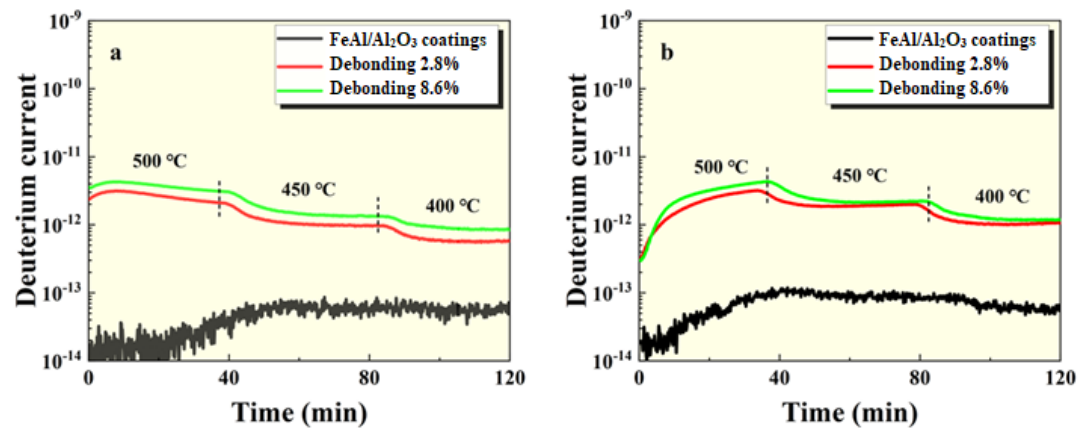 10⁻⁹
10⁻¹⁰
10⁻¹¹
10⁻¹²
10⁻¹³
10⁻¹⁴
Deuterium current
a
FeAl/Al₂O₃ coatings
Debonding 2.8%
Debonding 8.6%
500 ℃
450 ℃
400 ℃
0 40 80 120
Time (min)
10⁻⁹
10⁻¹⁰
10⁻¹¹
10⁻¹²
10⁻¹³
10⁻¹⁴
Deuterium current
b
FeAl/Al₂O₃ coatings
Debonding 2.8%
Debonding 8.6%
500 ℃
450 ℃
400 ℃
0 40 80 120
Time (min)